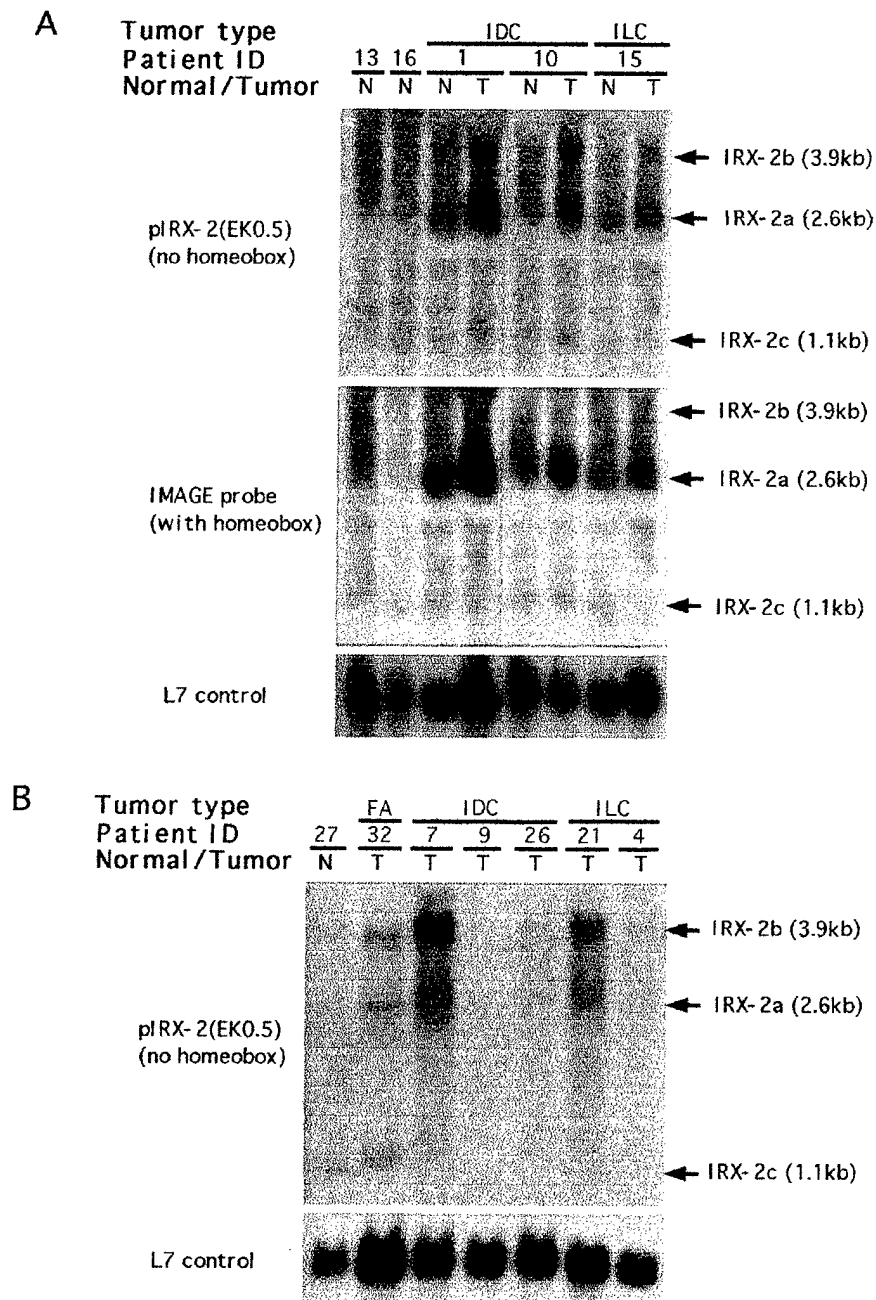 A
Tumor type IDC ILC
Patient ID 13 16 1 10 15
Normal/Tumor N N N T N T N T
IRX-2b (3.9kb)
pIRX-2(EK0.5)
(no homeobox)
IRX-2a (2.6kb)
IRX-2c (1.1kb)
IMAGE probe
(with homeobox)
IRX-2b (3.9kb)
IRX-2a (2.6kb)
IRX-2c (1.1kb)
L7 control
B
Tumor type FA IDC ILC
Patient ID 27 32 7 9 26 21 4
Normal/Tumor N T T T T T T
IRX-2b (3.9kb)
IRX-2a (2.6kb)
pIRX-2(EK0.5)
(no homeobox)
IRX-2c (1.1kb)
L7 control